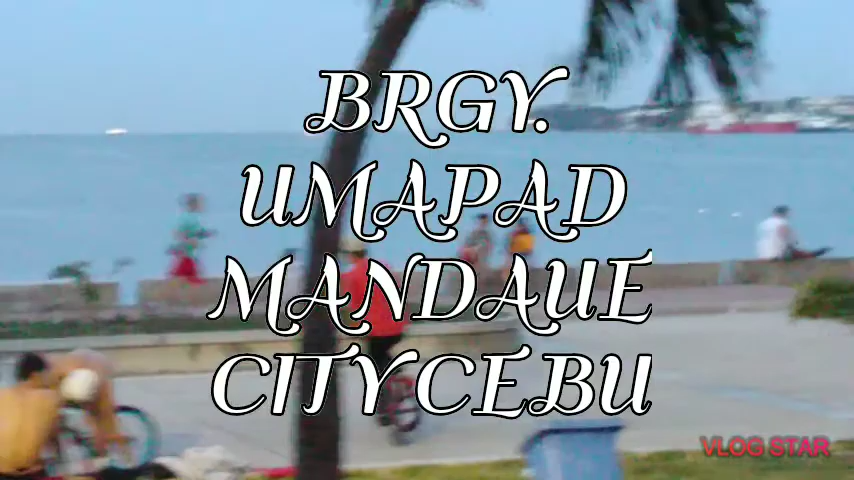 BRGY.
UMAPAD
MANDAUE
CITYCEBU
VLOG STAR